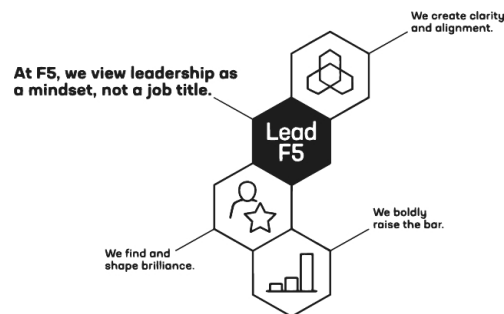 We create clarity
and alignment.
At F5, we view leadership as
a mindset, not a job title.
Lead
F5
We boldly
raise the bar.
We find and
shape brilliance.